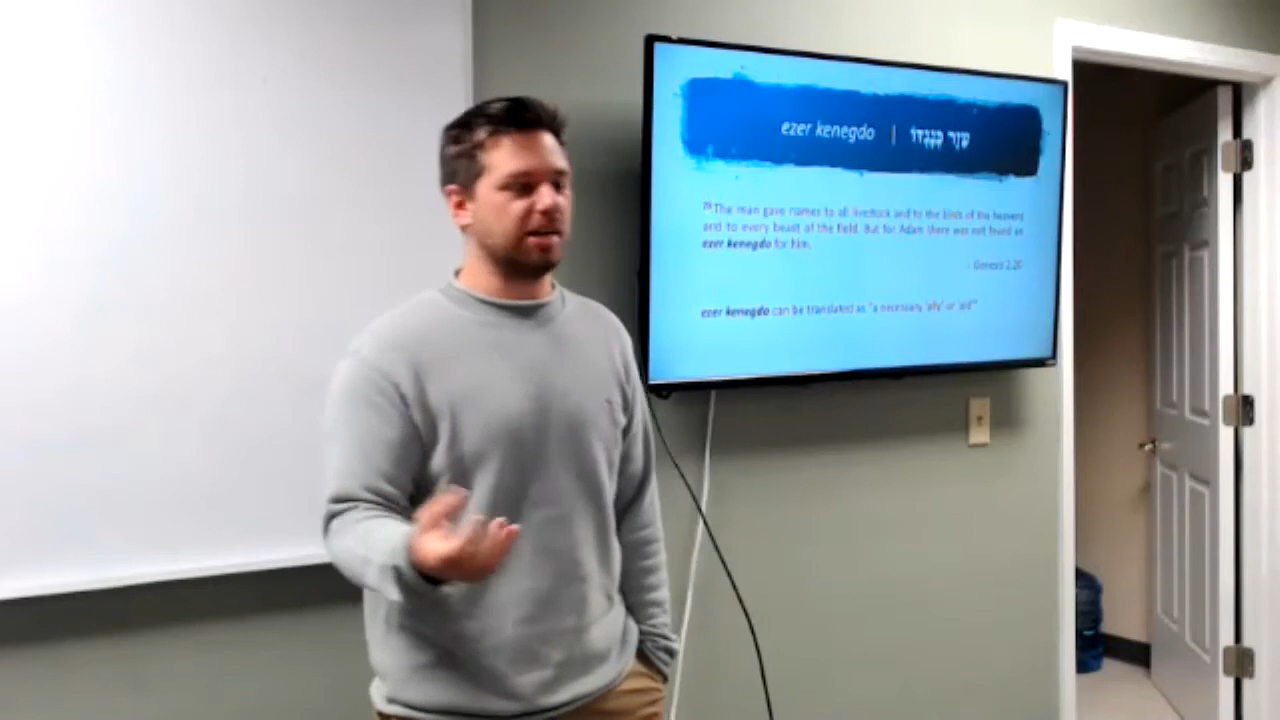 ezer kenegdo | עֵזֶר כְּנֶגְדּוֹ
20 The man gave names to all livestock and to the birds of the heavens
and to every beast of the field. But for Adam there was not found an
ezer kenegdo for him.
- Genesis 2.20
ezer kenegdo can be translated as "a necessary 'ally' or 'aid'"